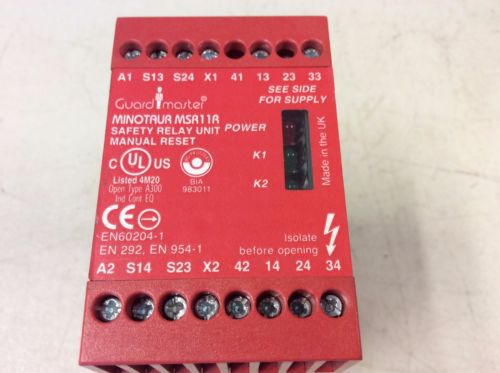 A1 S13 S24 X1 41 13 23 33
Guardmaster
SEE SIDE
FOR SUPPLY
MINOTAUR MSR11R
SAFETY RELAY UNIT
MANUAL RESET
POWER
K1
K2
Made in the UK
C UL US
Listed 4M20
Open Type A300
Ind Cont EQ
BIA
983011
CE
EN60204-1
EN 292, EN 954-1
Isolate
before opening
A2 S14 S23 X2 42 14 24 34